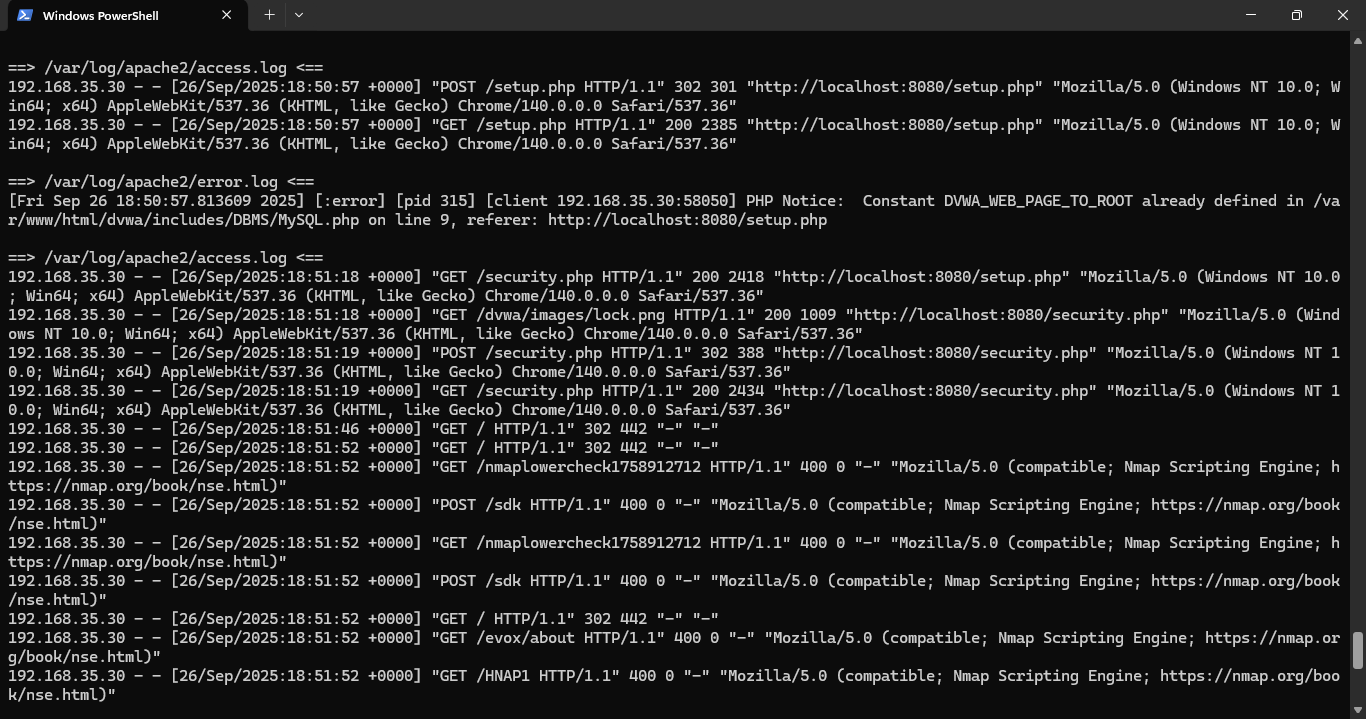 Windows PowerShell
==> /var/log/apache2/access.log <==
192.168.35.30 - - [26/Sep/2025:18:50:57 +0000] "POST /setup.php HTTP/1.1" 302 301 "http://localhost:8080/setup.php" "Mozilla/5.0 (Windows NT 10.0; W
in64; x64) AppleWebKit/537.36 (KHTML, like Gecko) Chrome/140.0.0.0 Safari/537.36"
192.168.35.30 - - [26/Sep/2025:18:50:57 +0000] "GET /setup.php HTTP/1.1" 200 2385 "http://localhost:8080/setup.php" "Mozilla/5.0 (Windows NT 10.0; W
in64; x64) AppleWebKit/537.36 (KHTML, like Gecko) Chrome/140.0.0.0 Safari/537.36"
==> /var/log/apache2/error.log <==
[Fri Sep 26 18:50:57.813609 2025] [:error] [pid 315] [client 192.168.35.30:58050] PHP Notice:  Constant DVWA_WEB_PAGE_TO_ROOT already defined in /va
r/www/html/dvwa/includes/DBMS/MySQL.php on line 9, referer: http://localhost:8080/setup.php
==> /var/log/apache2/access.log <==
192.168.35.30 - - [26/Sep/2025:18:51:18 +0000] "GET /security.php HTTP/1.1" 200 2418 "http://localhost:8080/setup.php" "Mozilla/5.0 (Windows NT 10.0
; Win64; x64) AppleWebKit/537.36 (KHTML, like Gecko) Chrome/140.0.0.0 Safari/537.36"
192.168.35.30 - - [26/Sep/2025:18:51:18 +0000] "GET /dvwa/images/lock.png HTTP/1.1" 200 1009 "http://localhost:8080/security.php" "Mozilla/5.0 (Wind
ows NT 10.0; Win64; x64) AppleWebKit/537.36 (KHTML, like Gecko) Chrome/140.0.0.0 Safari/537.36"
192.168.35.30 - - [26/Sep/2025:18:51:19 +0000] "POST /security.php HTTP/1.1" 302 388 "http://localhost:8080/security.php" "Mozilla/5.0 (Windows NT 1
0.0; Win64; x64) AppleWebKit/537.36 (KHTML, like Gecko) Chrome/140.0.0.0 Safari/537.36"
192.168.35.30 - - [26/Sep/2025:18:51:19 +0000] "GET /security.php HTTP/1.1" 200 2434 "http://localhost:8080/security.php" "Mozilla/5.0 (Windows NT 1
0.0; Win64; x64) AppleWebKit/537.36 (KHTML, like Gecko) Chrome/140.0.0.0 Safari/537.36"
192.168.35.30 - - [26/Sep/2025:18:51:46 +0000] "GET / HTTP/1.1" 302 442 "-" "-"
192.168.35.30 - - [26/Sep/2025:18:51:52 +0000] "GET / HTTP/1.1" 302 442 "-" "-"
192.168.35.30 - - [26/Sep/2025:18:51:52 +0000] "GET /nmaplowercheck1758912712 HTTP/1.1" 400 0 "-" "Mozilla/5.0 (compatible; Nmap Scripting Engine; h
ttps://nmap.org/book/nse.html)"
192.168.35.30 - - [26/Sep/2025:18:51:52 +0000] "POST /sdk HTTP/1.1" 400 0 "-" "Mozilla/5.0 (compatible; Nmap Scripting Engine; https://nmap.org/book
/nse.html)"
192.168.35.30 - - [26/Sep/2025:18:51:52 +0000] "GET /nmaplowercheck1758912712 HTTP/1.1" 400 0 "-" "Mozilla/5.0 (compatible; Nmap Scripting Engine; h
ttps://nmap.org/book/nse.html)"
192.168.35.30 - - [26/Sep/2025:18:51:52 +0000] "POST /sdk HTTP/1.1" 400 0 "-" "Mozilla/5.0 (compatible; Nmap Scripting Engine; https://nmap.org/book
/nse.html)"
192.168.35.30 - - [26/Sep/2025:18:51:52 +0000] "GET / HTTP/1.1" 302 442 "-" "-"
192.168.35.30 - - [26/Sep/2025:18:51:52 +0000] "GET /evox/about HTTP/1.1" 400 0 "-" "Mozilla/5.0 (compatible; Nmap Scripting Engine; https://nmap.or
g/book/nse.html)"
192.168.35.30 - - [26/Sep/2025:18:51:52 +0000] "GET /HNAP1 HTTP/1.1" 400 0 "-" "Mozilla/5.0 (compatible; Nmap Scripting Engine; https://nmap.org/boo
k/nse.html)"